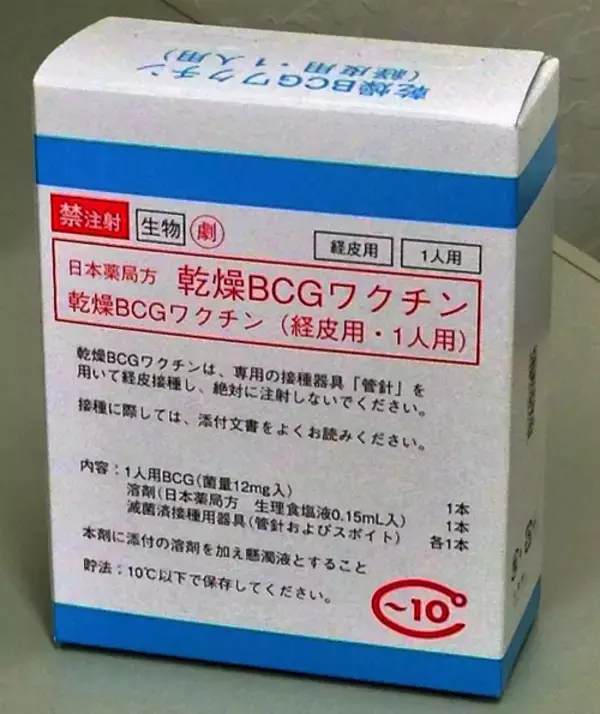 乾燥BCGワクチン
(経皮用・1人用)
禁注射 生物 劇 経皮用 1人用
日本薬局方 乾燥BCGワクチン
乾燥BCGワクチン(経皮用・1人用)
乾燥BCGワクチンは、専用の接種器具「管針」を
用いて経皮接種し、絶対に注射しないでください。
接種に際しては、添付文書をよくお読みください。
内容:1人用BCG(菌量12mg入) 1本
溶剤(日本薬局方 生理食塩液0.15mL入) 1本
滅菌済接種用器具(管針およびスポイト) 各1本
本剤に添付の溶剤を加え懸濁液とすること
貯法:10℃以下で保存してください。
~10°